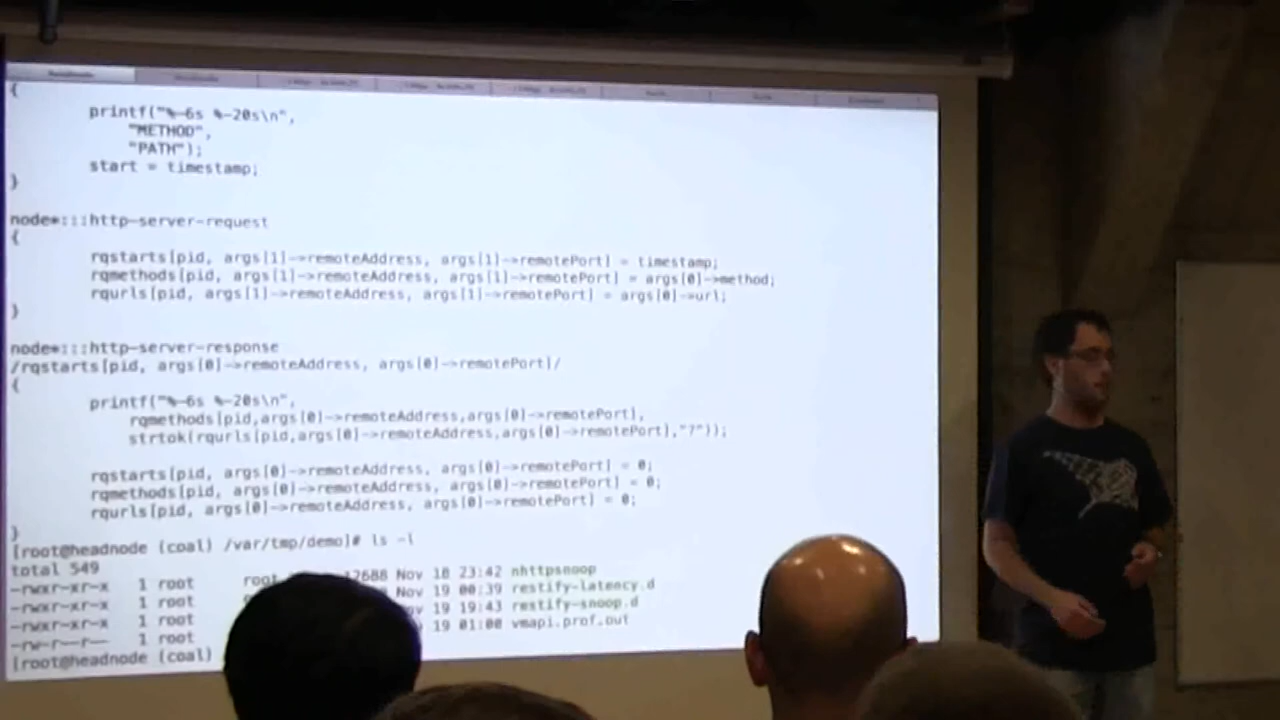 {
printf("%-6s %-20s\n",
"METHOD",
"PATH");
start = timestamp;
}
node*:::http-server-request
{
rqstarts[pid, args[1]->remoteAddress, args[1]->remotePort] = timestamp;
rqmethods[pid, args[1]->remoteAddress, args[1]->remotePort] = args[0]->method;
rqurls[pid, args[1]->remoteAddress, args[1]->remotePort] = args[0]->url;
}
node*:::http-server-response
/rqstarts[pid, args[0]->remoteAddress, args[0]->remotePort]/
{
printf("%-6s %-20s\n",
rqmethods[pid,args[0]->remoteAddress,args[0]->remotePort],
strtok(rqurls[pid,args[0]->remoteAddress,args[0]->remotePort],"?"));
rqstarts[pid, args[0]->remoteAddress, args[0]->remotePort] = 0;
rqmethods[pid, args[0]->remoteAddress, args[0]->remotePort] = 0;
rqurls[pid, args[0]->remoteAddress, args[0]->remotePort] = 0;
}
[root@headnode (coal) /var/tmp/demo]# ls -l
total 549
-rwxr-xr-x 1 root root 12688 Nov 18 23:42 nhttpsnoop
-rwxr-xr-x 1 root Nov 19 00:39 restify-latency.d
-rwxr-xr-x 1 root 19 19:43 restify-snoop.d
-rw-r--r-- 1 root 19 01:00 vmapi.prof.out
[root@headnode (coal)